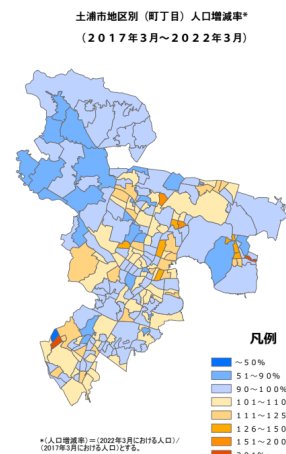 土浦市地区別（町丁目）人口増減率*
（２０１７年３月～２０２２年３月）
凡例
～５０％
５１～９０％
９０～１００％
１０１～１１０
１１１～１２５
１２６～１５０
１５１～２００
*（人口増減率）＝（2022年3月における人口）/
（2017年3月における人口）とする。